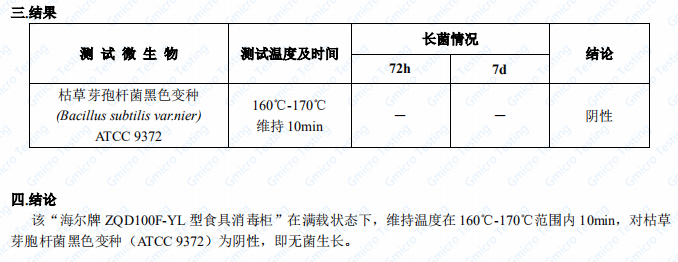 三.结果
测 试 微 生 物 测试温度及时间 长菌情况 结论
72h 7d
枯草芽孢杆菌黑色变种
(Bacillus subtilis var.nier)
ATCC 9372
160℃-170℃
维持 10min
－ － 阴性
四.结论
该“海尔牌 ZQD100F-YL 型食具消毒柜”在满载状态下，维持温度在 160℃-170℃范围内 10min，对枯草
芽胞杆菌黑色变种（ATCC 9372）为阴性，即无菌生长。
Gmicro Testing